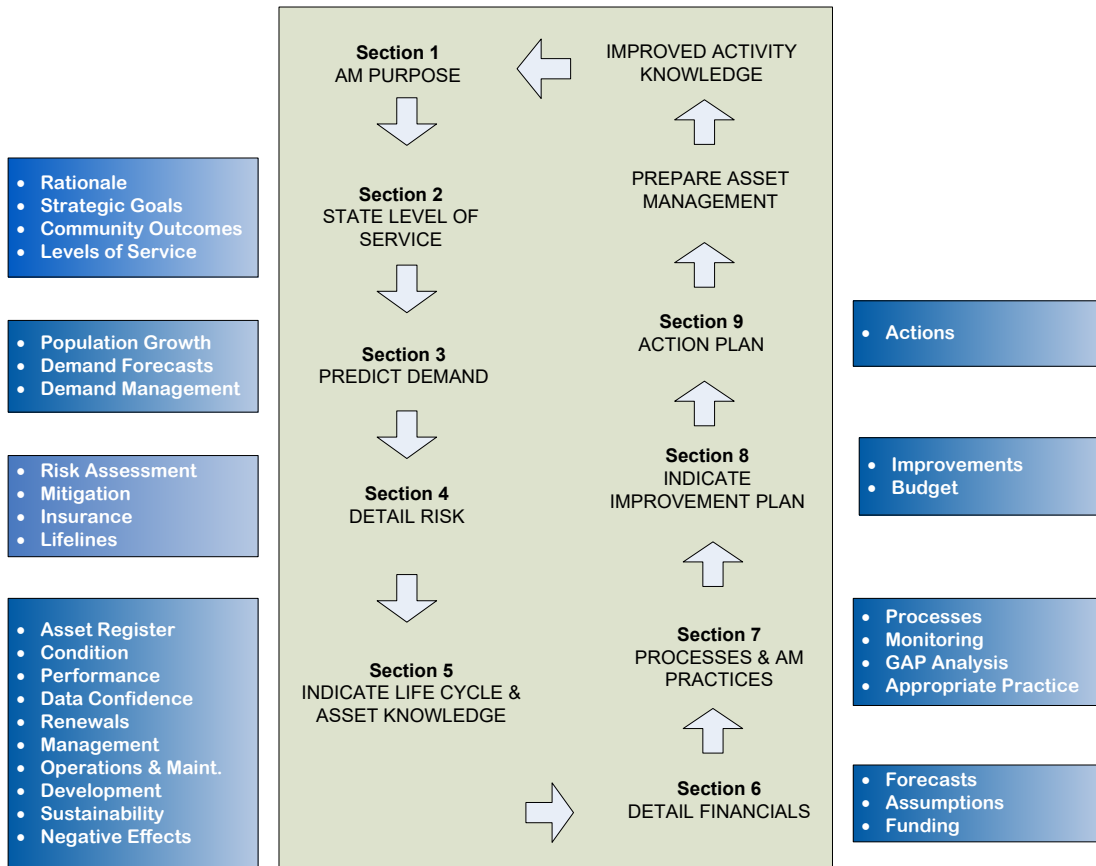 Section 1
AM PURPOSE
IMPROVED ACTIVITY
KNOWLEDGE
• Rationale
• Strategic Goals
• Community Outcomes
• Levels of Service
Section 2
STATE LEVEL OF
SERVICE
PREPARE ASSET
MANAGEMENT
• Population Growth
• Demand Forecasts
• Demand Management
Section 3
PREDICT DEMAND
Section 9
ACTION PLAN
• Actions
• Risk Assessment
• Mitigation
• Insurance
• Lifelines
Section 4
DETAIL RISK
Section 8
INDICATE
IMPROVEMENT PLAN
• Improvements
• Budget
• Asset Register
• Condition
• Performance
• Data Confidence
• Renewals
• Management
• Operations & Maint.
• Development
• Sustainability
• Negative Effects
Section 5
INDICATE LIFE CYCLE &
ASSET KNOWLEDGE
Section 7
PROCESSES & AM
PRACTICES
• Processes
• Monitoring
• GAP Analysis
• Appropriate Practice
Section 6
DETAIL FINANCIALS
• Forecasts
• Assumptions
• Funding